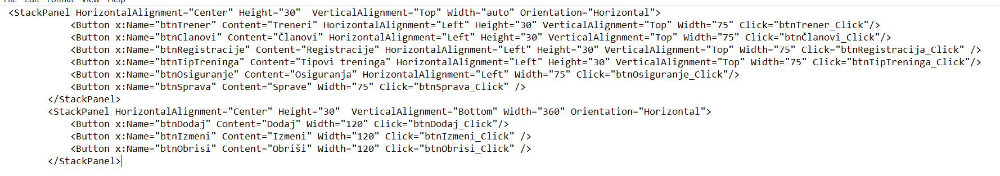 File Edit Format View Help
<StackPanel HorizontalAlignment="Center" Height="30"  VerticalAlignment="Top" Width="auto" Orientation="Horizontal">
<Button x:Name="btnTrener" Content="Treneri" HorizontalAlignment="Left" Height="30" VerticalAlignment="Top" Width="75" Click="btnTrener_Click"/>
<Button x:Name="btnClanovi" Content="Članovi" HorizontalAlignment="Left" Height="30" VerticalAlignment="Top" Width="75" Click="btnČlanovi_Click"/>
<Button x:Name="btnRegistracije" Content="Registracije" HorizontalAlignment="Left" Height="30" VerticalAlignment="Top" Width="75" Click="btnRegistracija_Click" />
<Button x:Name="btnTipTreninga" Content="Tipovi treninga" HorizontalAlignment="Left" Height="30" VerticalAlignment="Top" Width="75" Click="btnTipTreninga_Click"/>
<Button x:Name="btnOsiguranje" Content="Osiguranja" HorizontalAlignment="Left" Width="75" Click="btnOsiguranje_Click"/>
<Button x:Name="btnSprava" Content="Sprave" Width="75" Click="btnSprava_Click" />
</StackPanel>
<StackPanel HorizontalAlignment="Center" Height="30"  VerticalAlignment="Bottom" Width="360" Orientation="Horizontal">
<Button x:Name="btnDodaj" Content="Dodaj" Width="120" Click="btnDodaj_Click"/>
<Button x:Name="btnIzmeni" Content="Izmeni" Width="120" Click="btnIzmeni_Click" />
<Button x:Name="btnObrisi" Content="Obriši" Width="120" Click="btnObrisi_Click" />
</StackPanel>